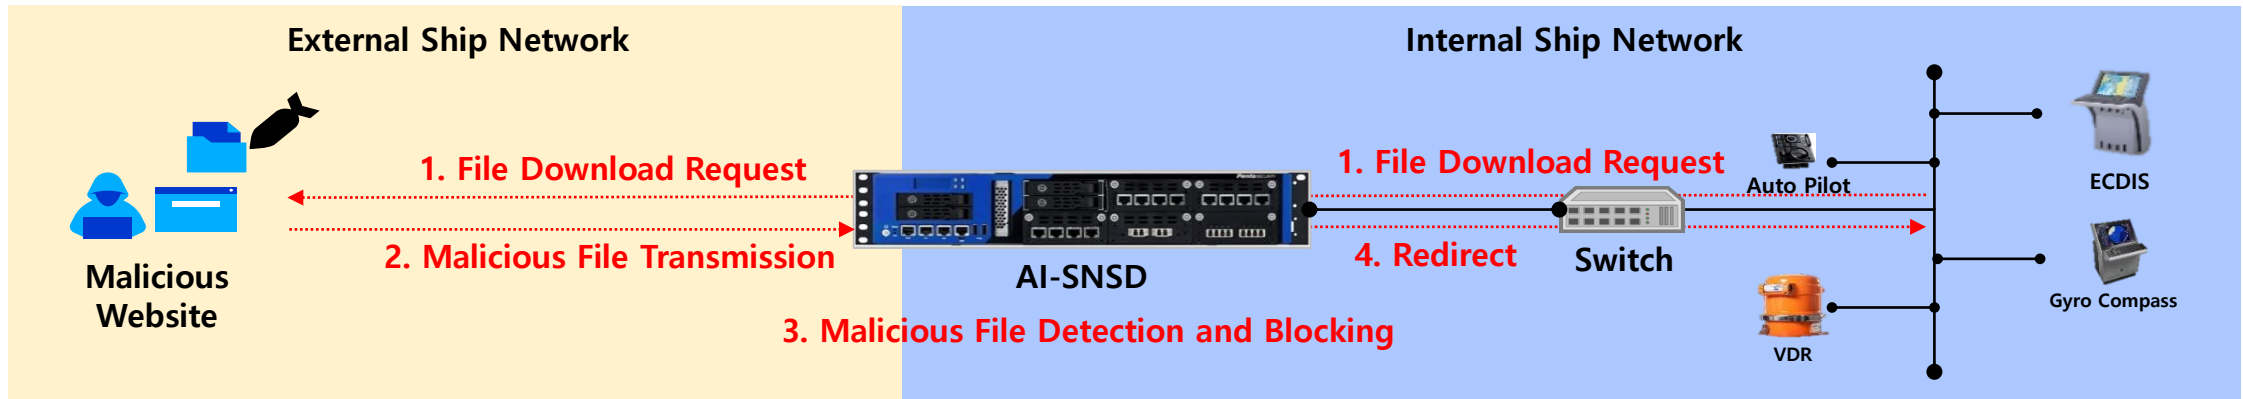 External Ship Network
Internal Ship Network
1. File Download Request
1. File Download Request
Auto Pilot
ECDIS
PentaSECURITY
2. Malicious File Transmission
4. Redirect
Switch
Malicious
Website
AI-SNSD
Gyro Compass
3. Malicious File Detection and Blocking
VDR